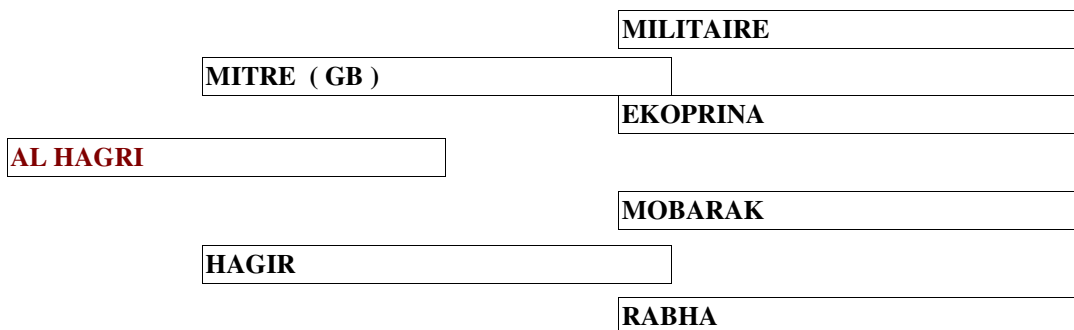 MILITAIRE
MITRE ( GB )
EKOPRINA
AL HAGRI
MOBARAK
HAGIR
RABHA